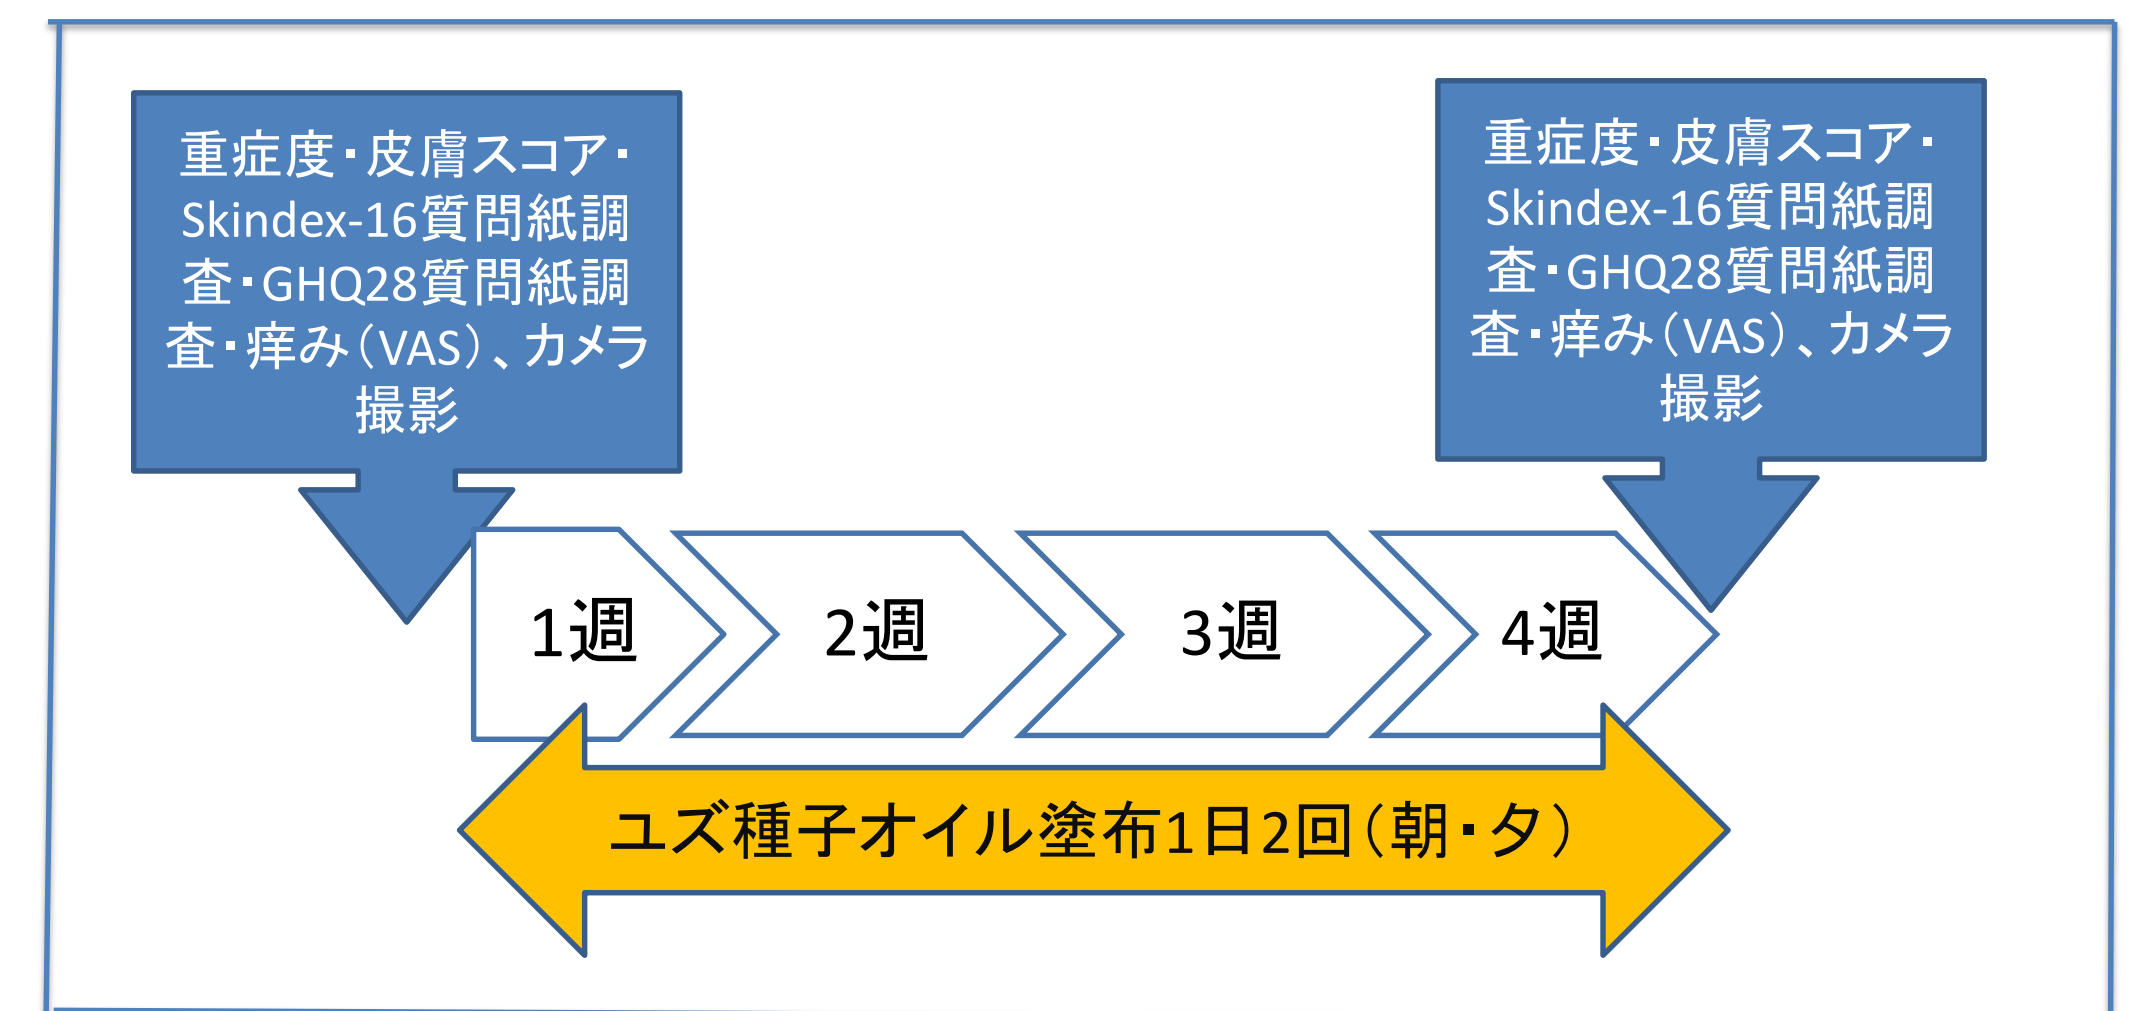 重症度・皮膚スコア・
Skindex-16質問紙調
査・GHQ28質問紙調
査・痒み（VAS）、カメラ
撮影
重症度・皮膚スコア・
Skindex-16質問紙調
査・GHQ28質問紙調
査・痒み（VAS）、カメラ
撮影
1週
2週
3週
4週
ユズ種子オイル塗布1日2回（朝・夕）